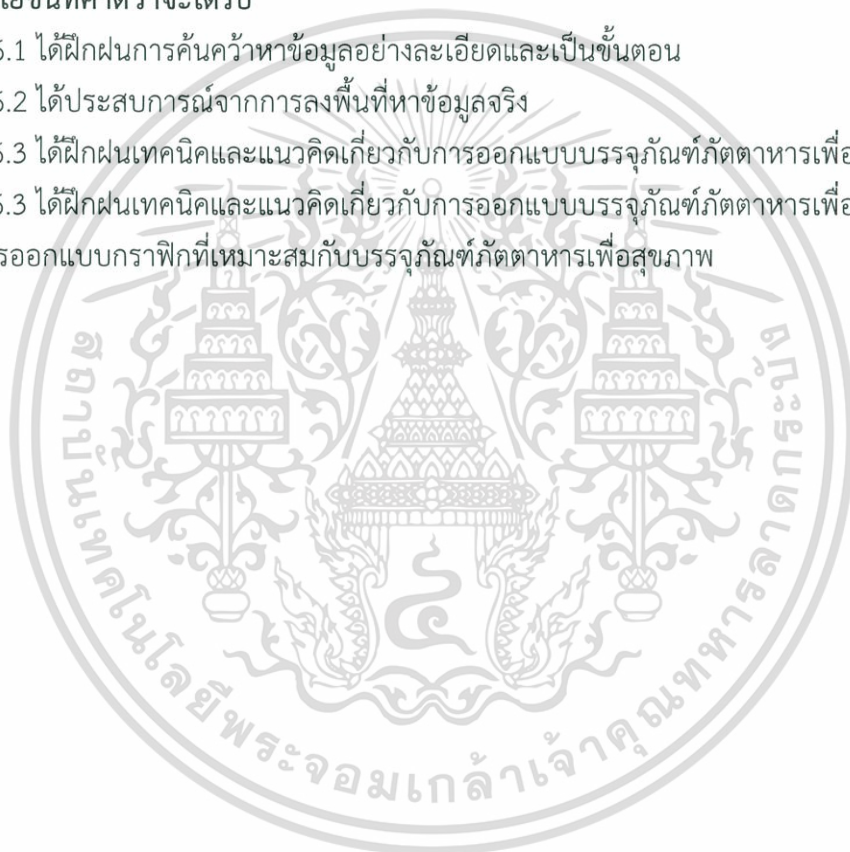 6.1 ได้ฝึกฝนการค้นคว้าหาข้อมูลอย่างละเอียดและเป็นขั้นตอน
6.2 ได้ประสบการณ์จากการลงพื้นที่หาข้อมูลจริง
6.3 ได้ฝึกฝนเทคนิคและแนวคิดเกี่ยวกับการออกแบบบรรจุภัณฑ์ภัตตาหารเพื่อ
6.3 ได้ฝึกฝนเทคนิคและแนวคิดเกี่ยวกับการออกแบบบรรจุภัณฑ์ภัตตาหารเพื่อ
รออกแบบกราฟิกที่เหมาะสมกับบรรจุภัณฑ์ภัตตาหารเพื่อสุขภาพ
สถาบันเทคโนโลยีพระจอมเกล้าเจ้าคุณทหารลาดกระบัง